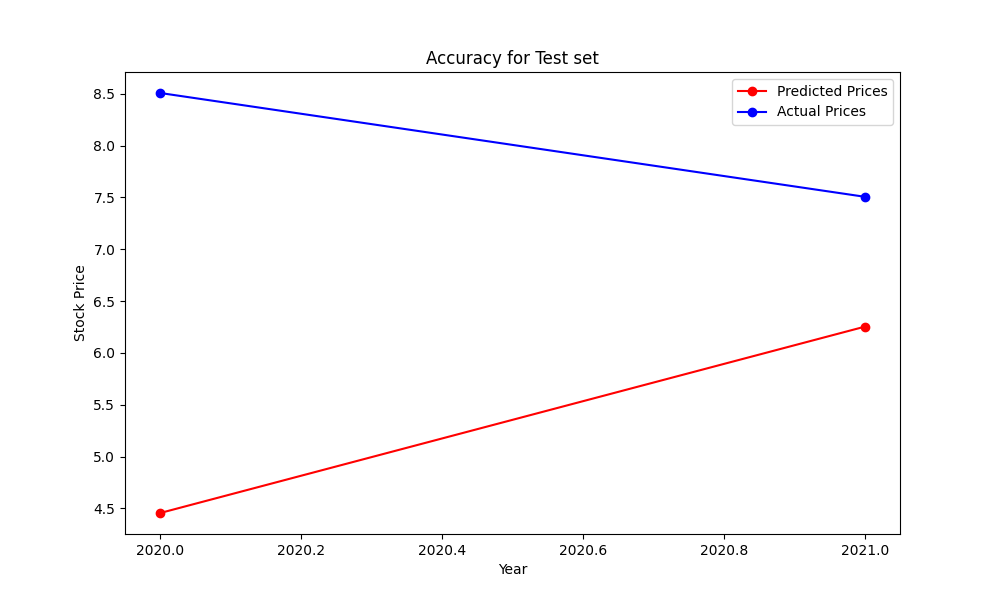 Accuracy for Test set
Predicted Prices
Actual Prices
8.5
8.0
7.5
7.0
6.5
6.0
5.5
5.0
4.5
Stock Price
2020.0 2020.2 2020.4 2020.6 2020.8 2021.0
Year